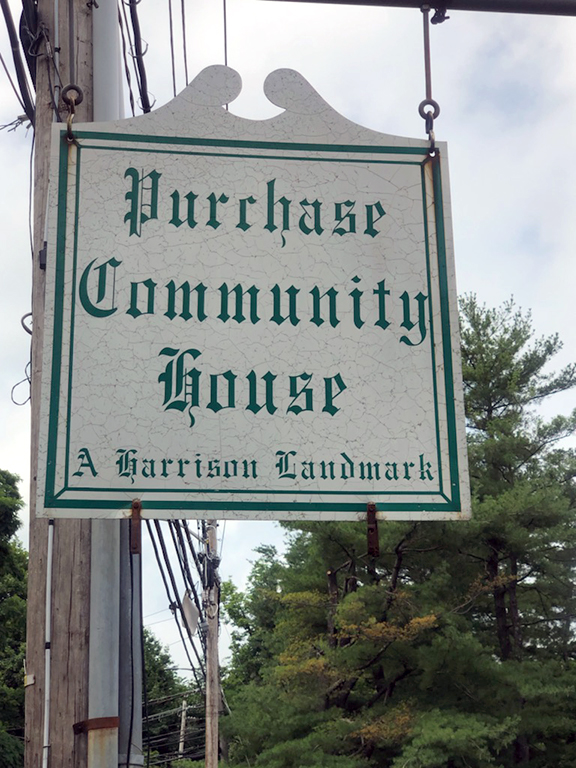 Purchase
Community
House
A Harrison Landmark